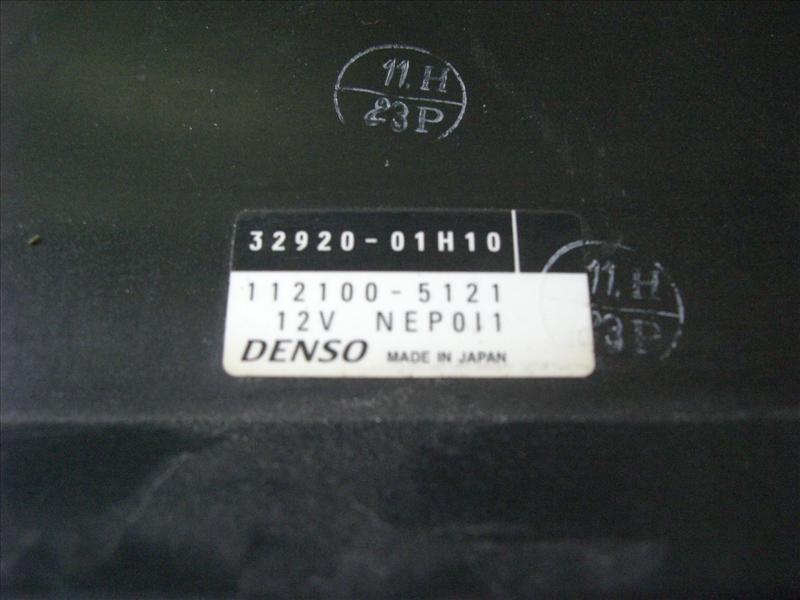 11.H
23P
32920-01H10
112100-5121
12V NEP011
DENSO MADE IN JAPAN
11.H
23P